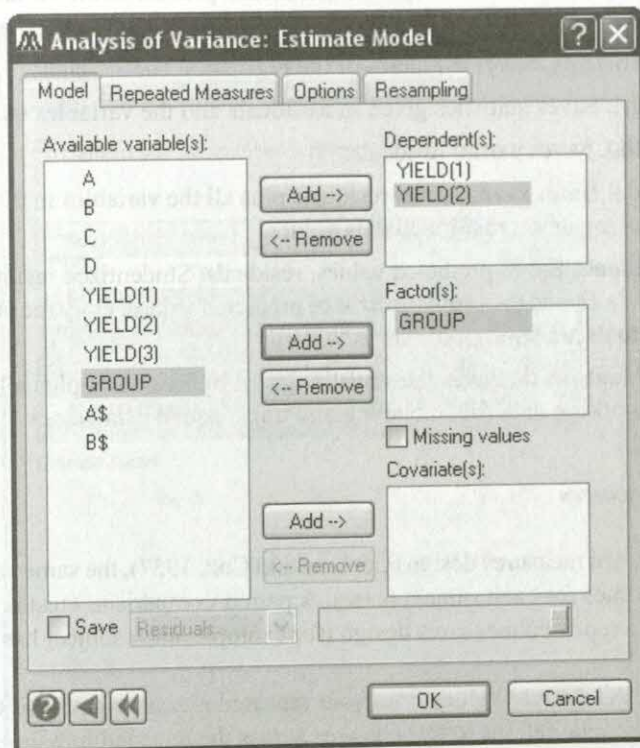 Analysis of Variance: Estimate Model
Model Repeated Measures Options Resampling
Available variable(s):
A
B
C
D
YIELD(1)
YIELD(2)
YIELD(3)
GROUP
A$
B$
Add -->
<-- Remove
Dependent(s):
YIELD(1)
YIELD(2)
Add -->
<-- Remove
Factor(s):
GROUP
Missing values
Add -->
<-- Remove
Covariate(s):
Save Residuals
OK Cancel